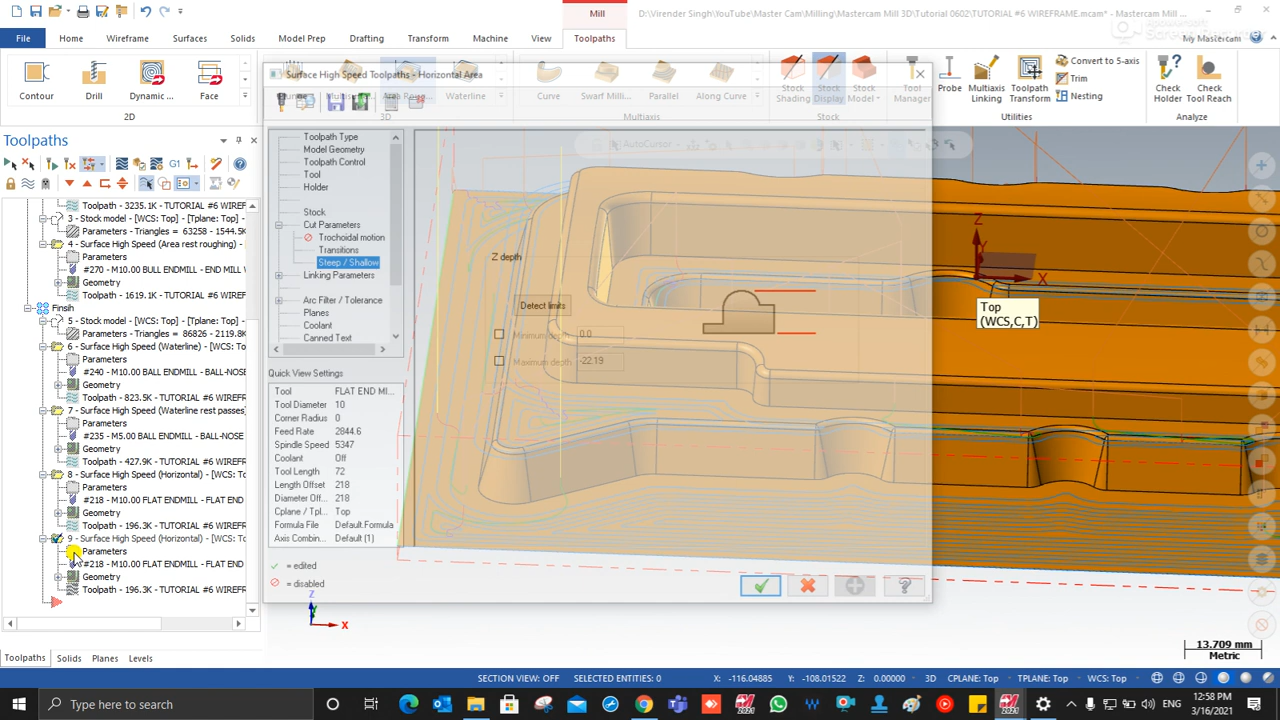 Mill
D:\Virender Singh\YouTube\Master Cam\Milling\Mastercam Mill 3D\Tutorial 0602\TUTORIAL #6 WIREFRAME.mcam* - Mastercam Mill ...
File
Home
Wireframe
Surfaces
Solids
Model Prep
Drafting
Transform
Machine
View
Toolpaths
My Mastercam
Contour
Drill
Dynamic ...
Face
2D
Waterline
3D
Curve
Swarf Milli...
Parallel
Along Curve
Multiaxis
Stock Shading
Stock Display
Stock Model
Stock
Tool Manager
Probe
Multiaxis Linking
Toolpath Transform
Convert to 5-axis
Trim
Nesting
Utilities
Check Holder
Check Tool Reach
Analyze
Toolpaths
Toolpath - 3235.1K - TUTORIAL #6 WIREF
3 - Stock model - [WCS: Top] - [Tplane: Top]
Parameters - Triangles = 63258 - 1944.0K
4 - Surface High Speed (Area rest roughing)
Parameters
#270 - M10.00 BULL ENDMILL - END MILL W
Geometry
Toolpath - 1619.1K - TUTORIAL #6 WIREF
Finsih
5 - Stock model - [WCS: Top] - [Tplane: Top]
Parameters - Triangles = 86826 - 2119.8K
6 - Surface High Speed (Waterline) - [WCS: To
Parameters
#240 - M10.00 BALL ENDMILL - BALL-NOSE
Geometry
Toolpath - 823.5K - TUTORIAL #6 WIREFR
7 - Surface High Speed (Waterline rest passes)
Parameters
#235 - M5.00 BALL ENDMILL - BALL-NOSE
Geometry
Toolpath - 427.9K - TUTORIAL #6 WIREFR
8 - Surface High Speed (Horizontal) - [WCS: To
Parameters
#218 - M10.00 FLAT ENDMILL - FLAT END
Geometry
Toolpath - 196.3K - TUTORIAL #6 WIREFR
9 - Surface High Speed (Horizontal) - [WCS: To
Parameters
#218 - M10.00 FLAT ENDMILL - FLAT END
Geometry
Toolpath - 196.3K - TUTORIAL #6 WIREFR
Toolpaths
Solids
Planes
Levels
Surface High Speed Toolpaths - Horizontal Area
Toolpath Type
Model Geometry
Toolpath Control
Tool
Holder
Stock
Cut Parameters
Trochoidal motion
Transitions
Steep / Shallow
Linking Parameters
Arc Filter / Tolerance
Planes
Coolant
Canned Text
Quick View Settings
Tool FLAT END MI...
Tool Diameter 10
Corner Radius 0
Feed Rate 2844.6
Spindle Speed 5347
Coolant Off
Tool Length 72
Length Offset 218
Diameter Off... 218
Cplane / Tpl... Top
Formula File Default.Formula
Axis Combin... Default (1)
= edited
= disabled
Z depth
Detect limits
Minimum depth 0.0
Maximum depth -22.19
AutoCursor
Z
Y
X
Top
(WCS,C,T)
Z
X
13.709 mm
Metric
SECTION VIEW: OFF
SELECTED ENTITIES: 0
X: -116.04885
Y: -108.01522
Z: 0.00000
3D
CPLANE: Top
TPLANE: Top
WCS: Top
Type here to search
ENG
12:58 PM
3/16/2021